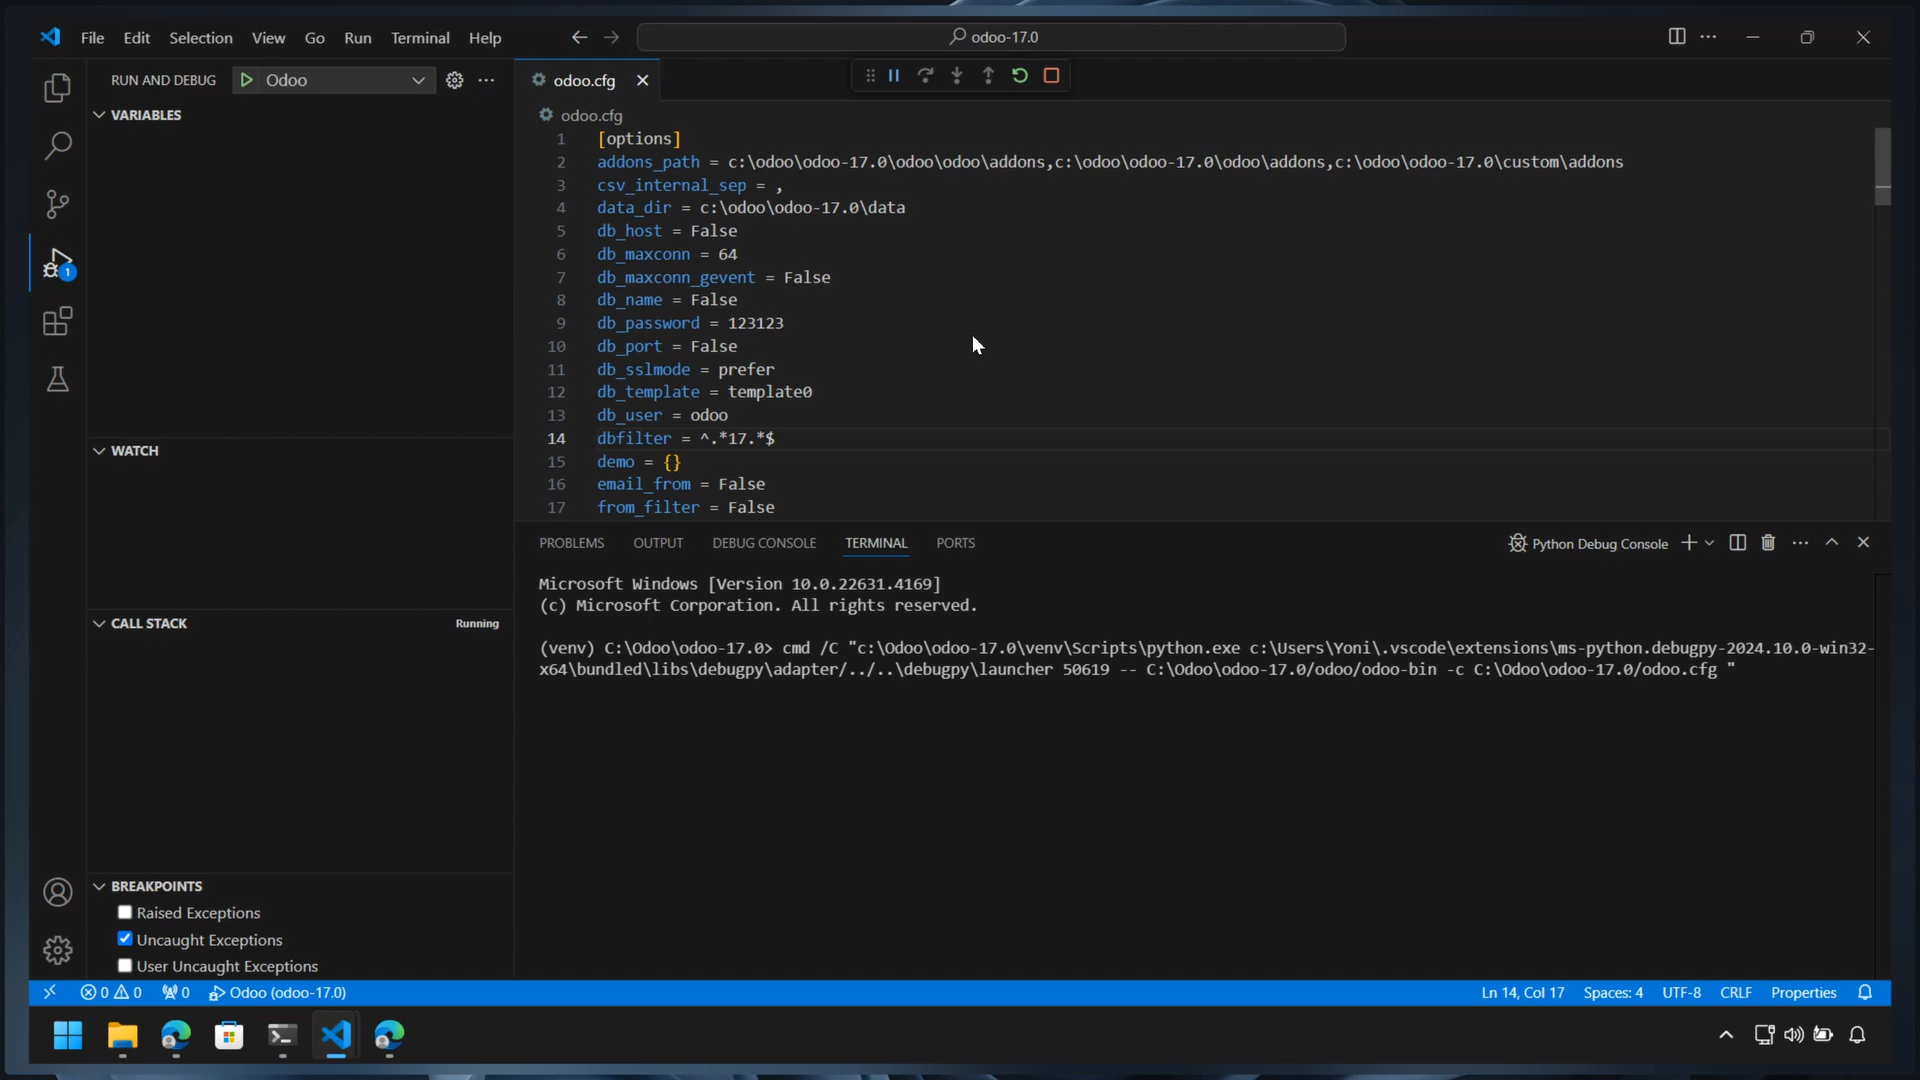 File Edit Selection View Go Run Terminal Help
odoo-17.0
RUN AND DEBUG
Odoo
odoo.cfg
VARIABLES
odoo.cfg
1 [options]
2 addons_path = c:\odoo\odoo-17.0\odoo\odoo\addons,c:\odoo\odoo-17.0\odoo\addons,c:\odoo\odoo-17.0\custom\addons
3 csv_internal_sep = ,
4 data_dir = c:\odoo\odoo-17.0\data
5 db_host = False
6 db_maxconn = 64
7 db_maxconn_gevent = False
8 db_name = False
9 db_password = 123123
10 db_port = False
11 db_sslmode = prefer
12 db_template = template0
13 db_user = odoo
14 dbfilter = ^.*17.*$
15 demo = {}
16 email_from = False
17 from_filter = False
1
WATCH
CALL STACK
Running
BREAKPOINTS
Raised Exceptions
Uncaught Exceptions
User Uncaught Exceptions
PROBLEMS OUTPUT DEBUG CONSOLE TERMINAL PORTS
Python Debug Console
Microsoft Windows [Version 10.0.22631.4169]
(c) Microsoft Corporation. All rights reserved.
(venv) C:\Odoo\odoo-17.0> cmd /C "c:\Odoo\odoo-17.0\venv\Scripts\python.exe c:\Users\Yoni\.vscode\extensions\ms-python.debugpy-2024.10.0-win32-
x64\bundled\libs\debugpy\adapter/../..\debugpy\launcher 50619 -- C:\Odoo\odoo-17.0/odoo/odoo-bin -c C:\Odoo\odoo-17.0/odoo.cfg "
0 0 0 Odoo (odoo-17.0)
Ln 14, Col 17 Spaces: 4 UTF-8 CRLF Properties